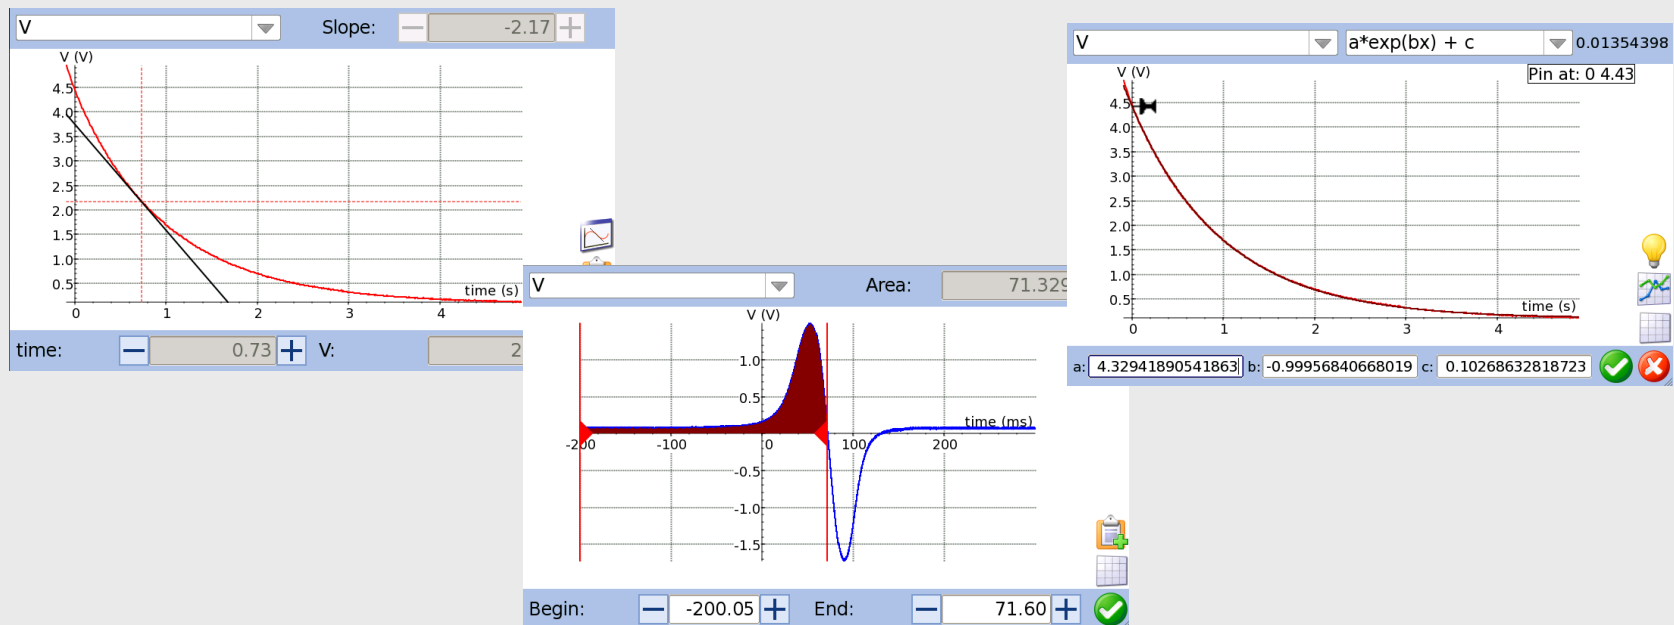 V Slope: -2.17
V (V)
4.5
4.0
3.5
3.0
2.5
2.0
1.5
1.0
0.5
time (s)
0 1 2 3 4
time: 0.73 V: 2
V Area: 71.329
V (V)
1.0
0.5
time (ms)
-200 -100 0 100 200
-0.5
-1.0
-1.5
Begin: -200.05 End: 71.60
V a*exp(bx) + c 0.01354398
Pin at: 0 4.43
V (V)
4.5
4.0
3.5
3.0
2.5
2.0
1.5
1.0
0.5
time (s)
0 1 2 3 4
a: 4.32941890541863 b: -0.99956840668019 c: 0.10268632818723